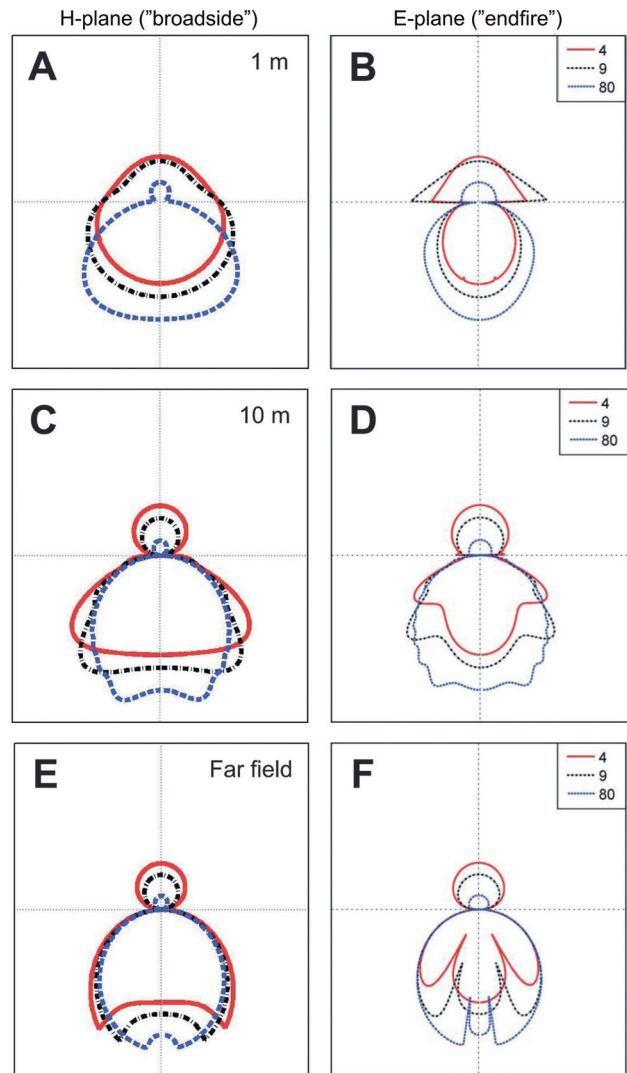 H-plane (”broadside”)
E-plane ("endfire")
A
1 m
B
4
9
80
C
10 m
D
4
9
80
E
Far field
F
4
9
80